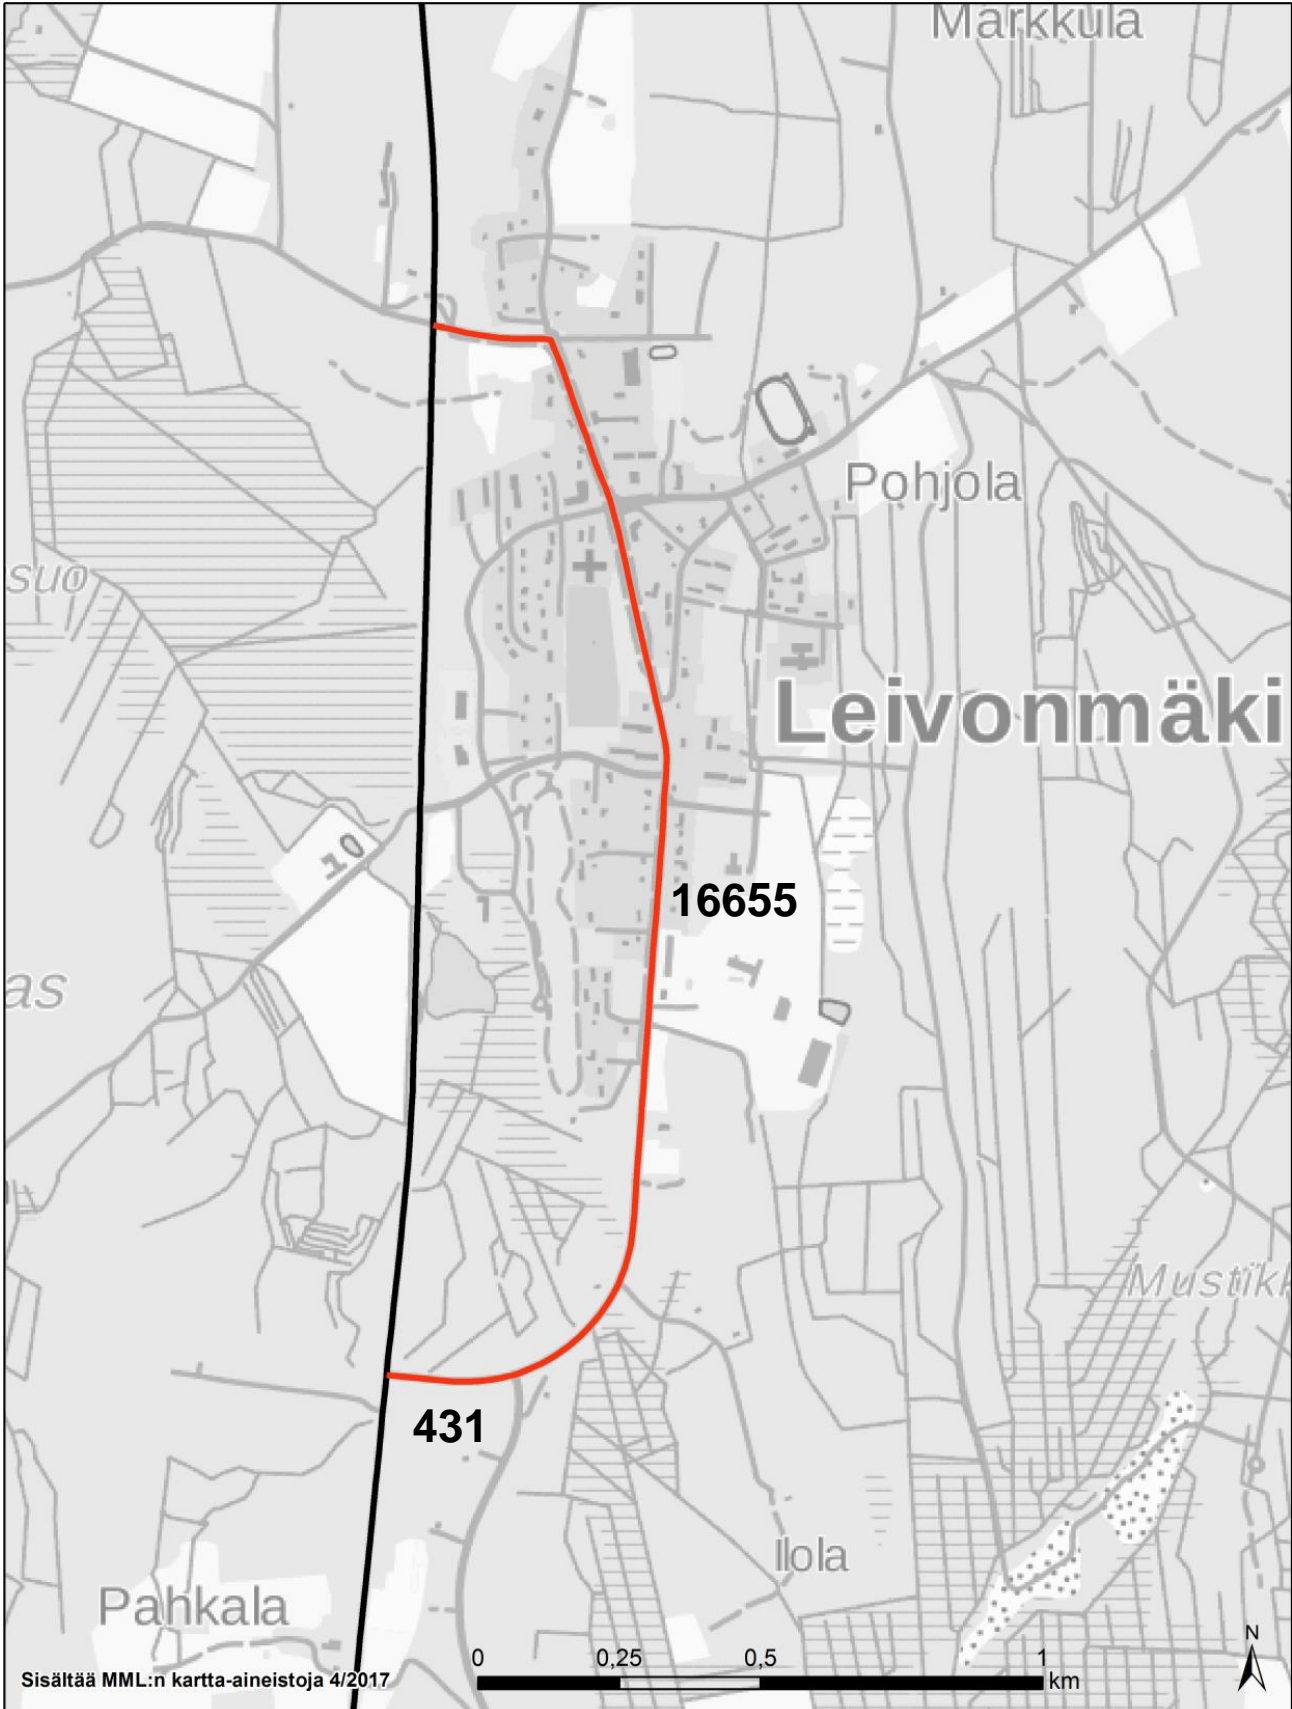 Markkula
Pohjola
suo
Leivonmäki
10
16655
as
Mustikk
431
Ilola
Pahkala
N
0 0,25 0,5 1
km
Sisältää MML:n kartta-aineistoja 4/2017